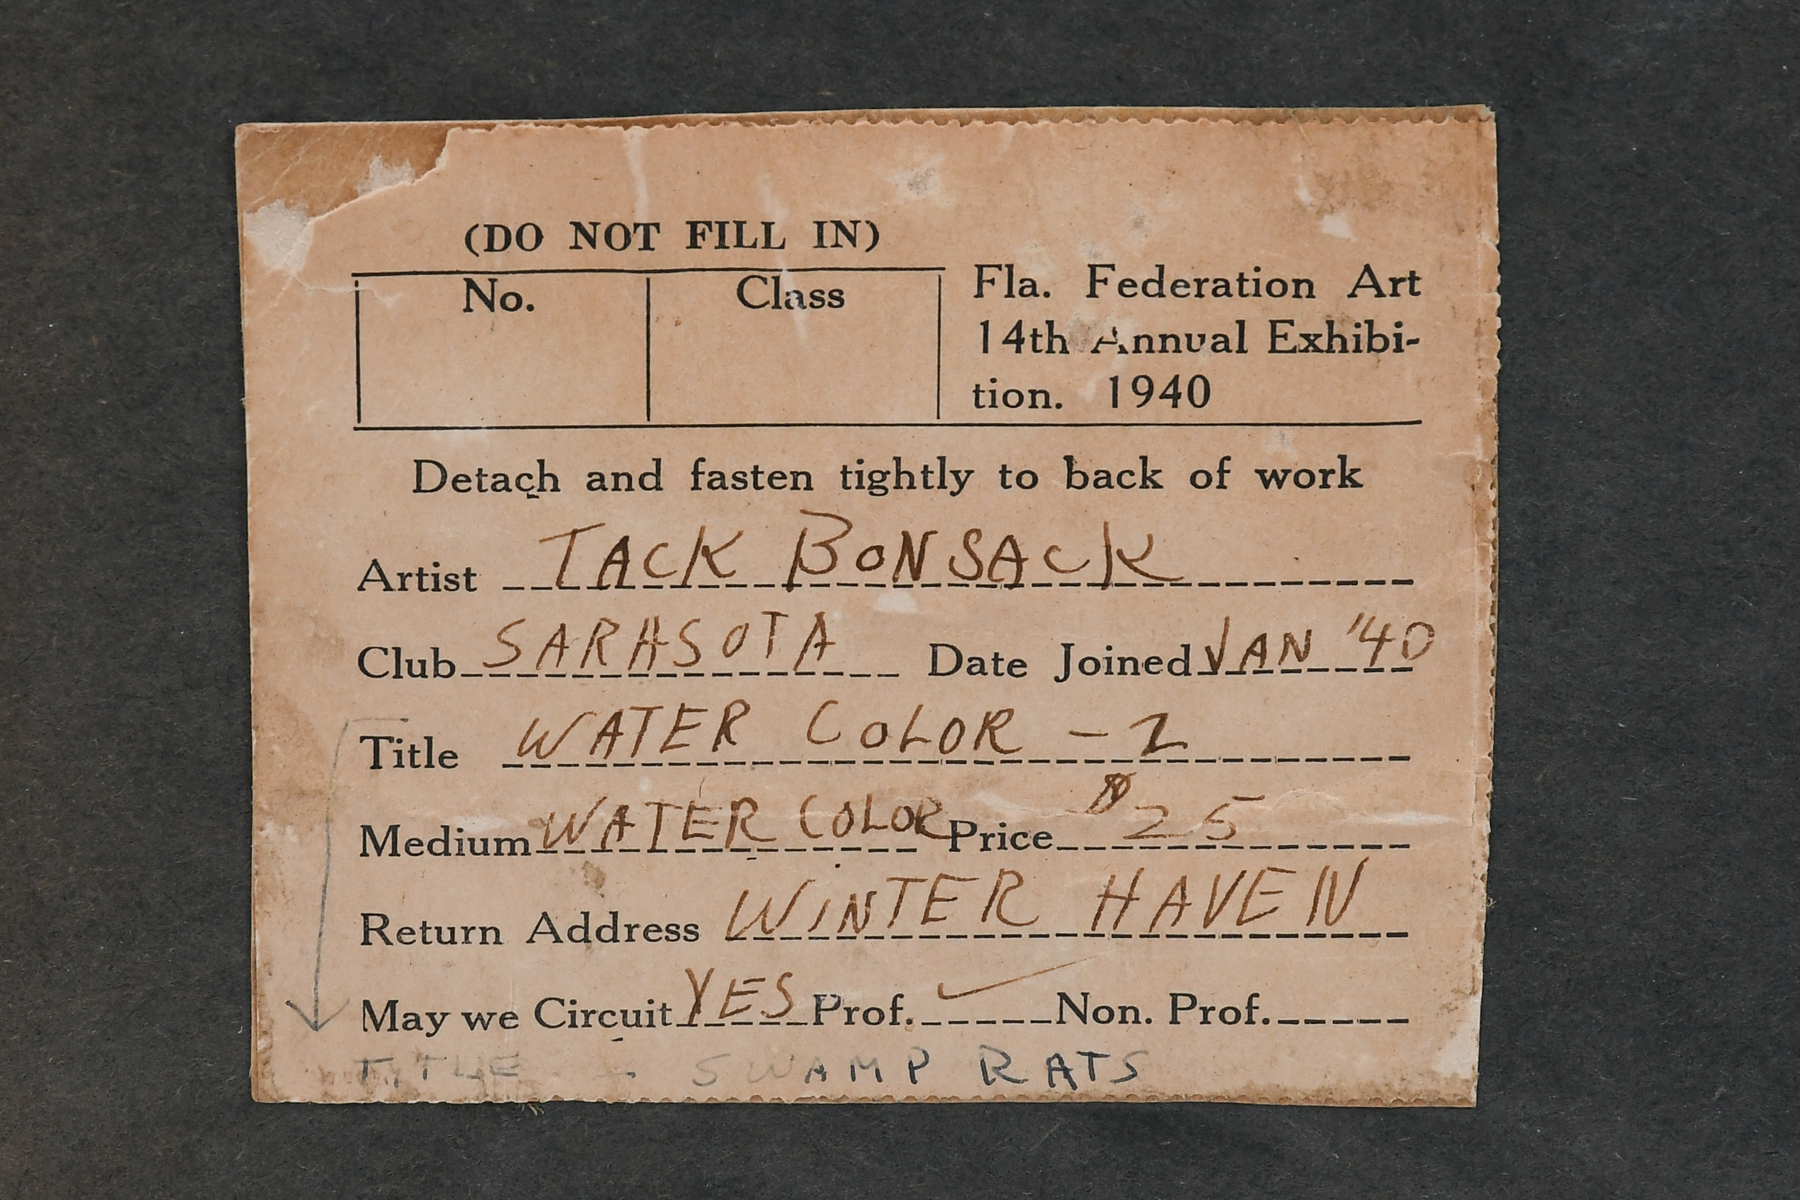 (DO NOT FILL IN)
No. Class
Fla. Federation Art
14th Annual Exhibi-
tion. 1940
Detach and fasten tightly to back of work
Artist TACK BONSACK
Club SARASOTA Date Joined JAN '40
Title WATER COLOR - 2
Medium WATER COLOR Price $25
Return Address WINTER HAVEN
May we Circuit YES Prof. ✓ Non. Prof.
TITLE - SWAMP RATS